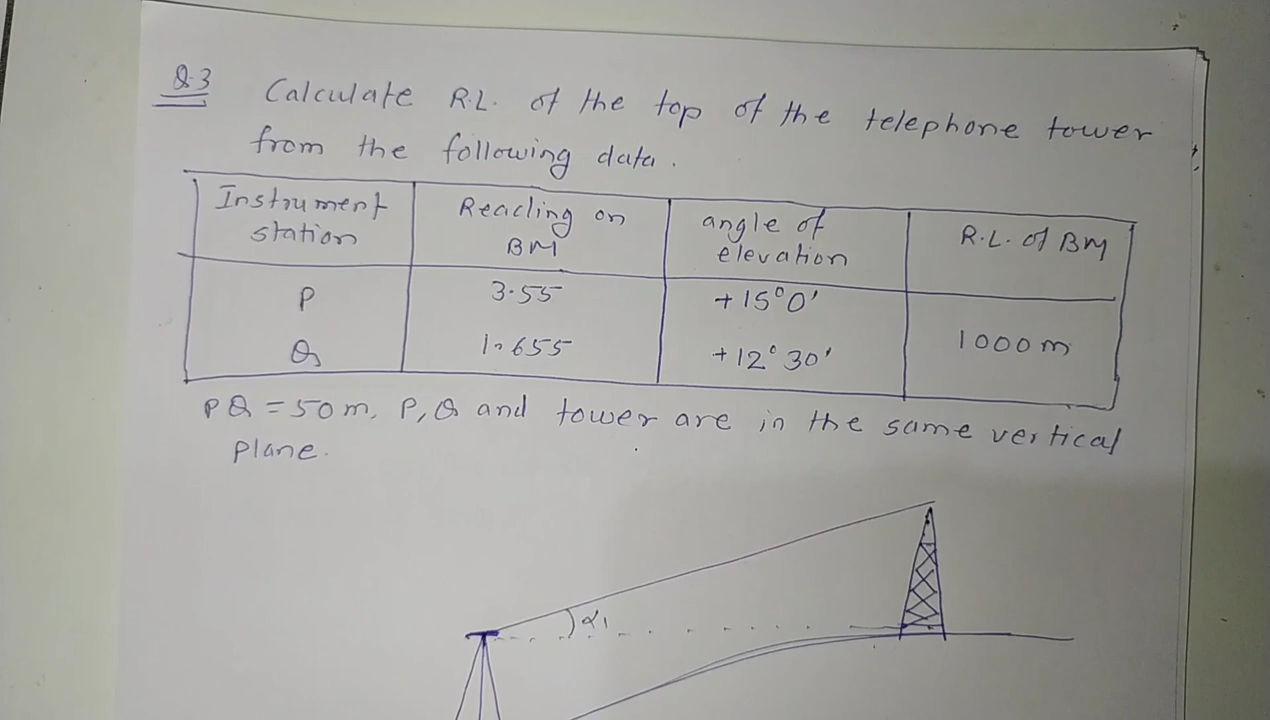 Q.3 Calculate R.L. of the top of the telephone tower
from the following data.
Instrument station Reading on BM angle of elevation R.L. of BM
P 3.55 +15°0'
Q 1.655 +12°30' 1000m
PQ = 50m, P, Q and tower are in the same vertical
plane.
α1